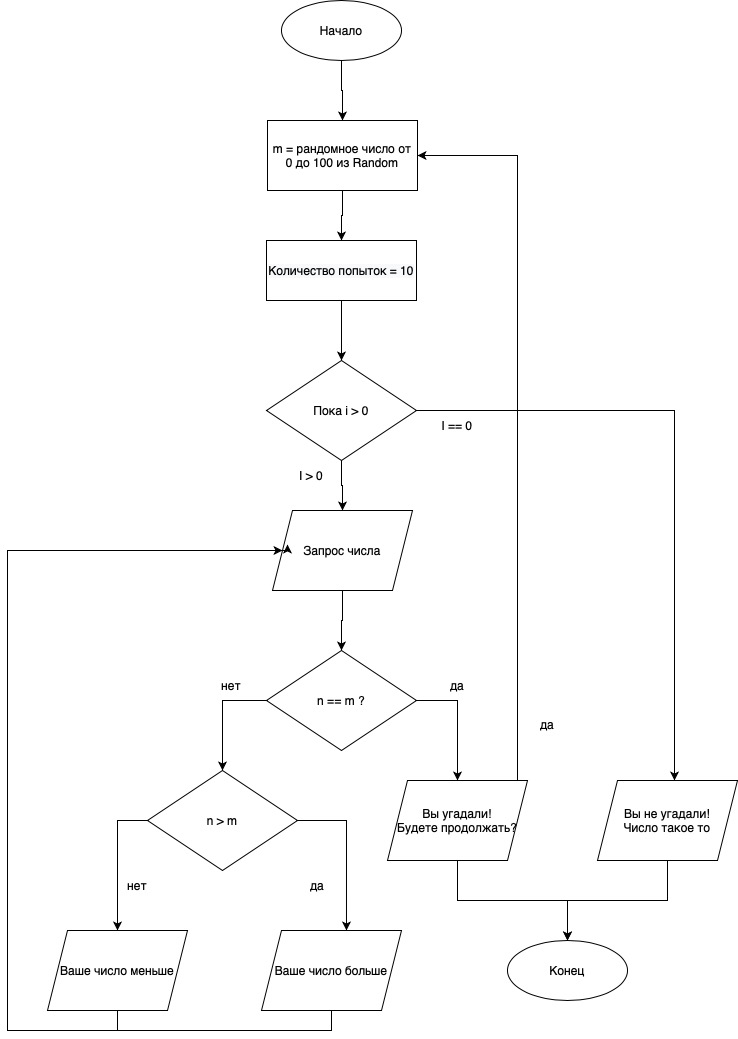 Начало
m = рандомное число от
0 до 100 из Random
Количество попыток = 10
Пока i > 0
I == 0
I > 0
Запрос числа
нет
n == m ?
да
да
n > m
Вы угадали!
Будете продолжать?
Вы не угадали!
Число такое то
нет
да
Ваше число меньше
Ваше число больше
Конец